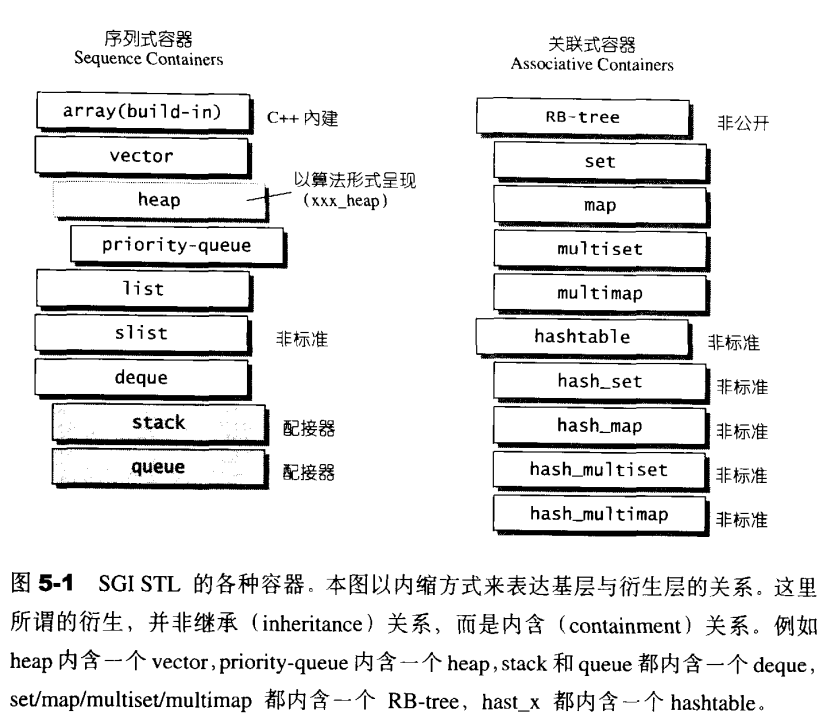 序列式容器
Sequence Containers
array(build-in)
C++ 內建
vector
heap
以算法形式呈现
(xxx_heap)
priority-queue
list
slist
非标准
deque
stack
配接器
queue
配接器
关联式容器
Associative Containers
RB-tree
非公开
set
map
multiset
multimap
hashtable
非标准
hash_set
非标准
hash_map
非标准
hash_multiset
非标准
hash_multimap
非标准
图 5-1 SGI STL 的各种容器。本图以内缩方式来表达基层与衍生层的关系。这里
所谓的衍生，并非继承（inheritance）关系，而是内含（containment）关系。例如
heap 内含一个 vector,priority-queue 内含一个 heap,stack 和 queue 都内含一个 deque,
set/map/multiset/multimap 都内含一个 RB-tree，hast_x 都内含一个 hashtable。